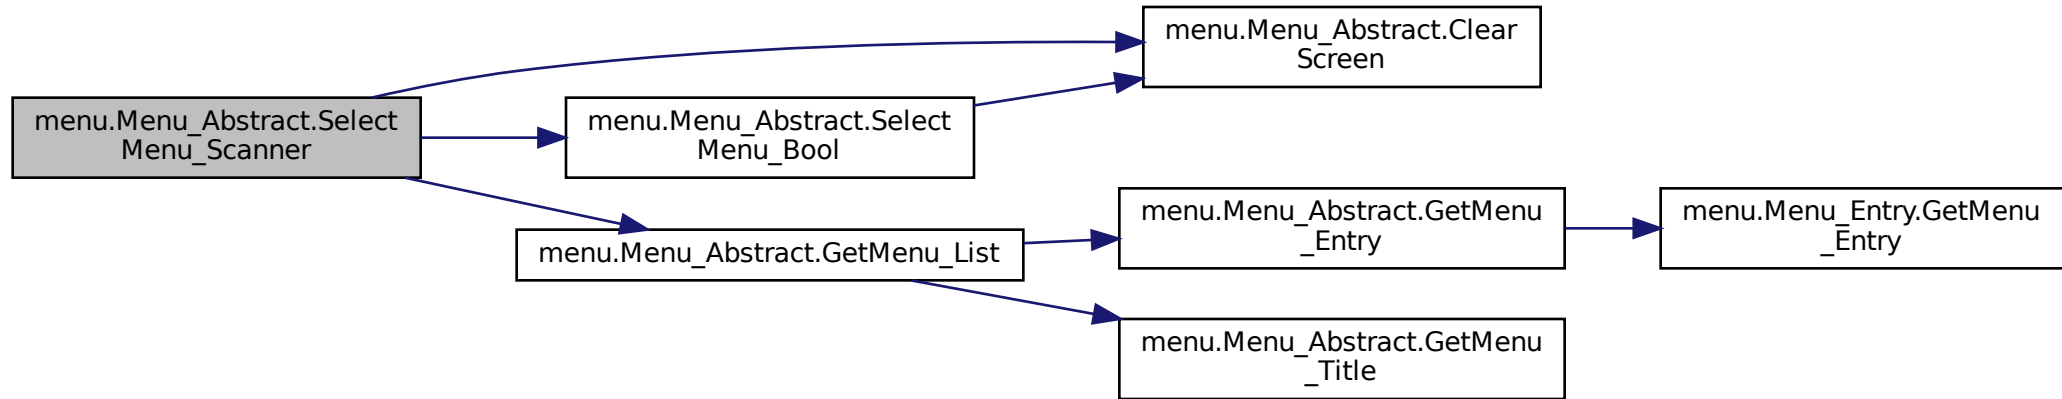 menu.Menu_Abstract.Clear
Screen
menu.Menu_Abstract.Select
Menu_Scanner
menu.Menu_Abstract.Select
Menu_Bool
menu.Menu_Abstract.GetMenu_List
menu.Menu_Abstract.GetMenu
_Entry
menu.Menu_Entry.GetMenu
_Entry
menu.Menu_Abstract.GetMenu
_Title